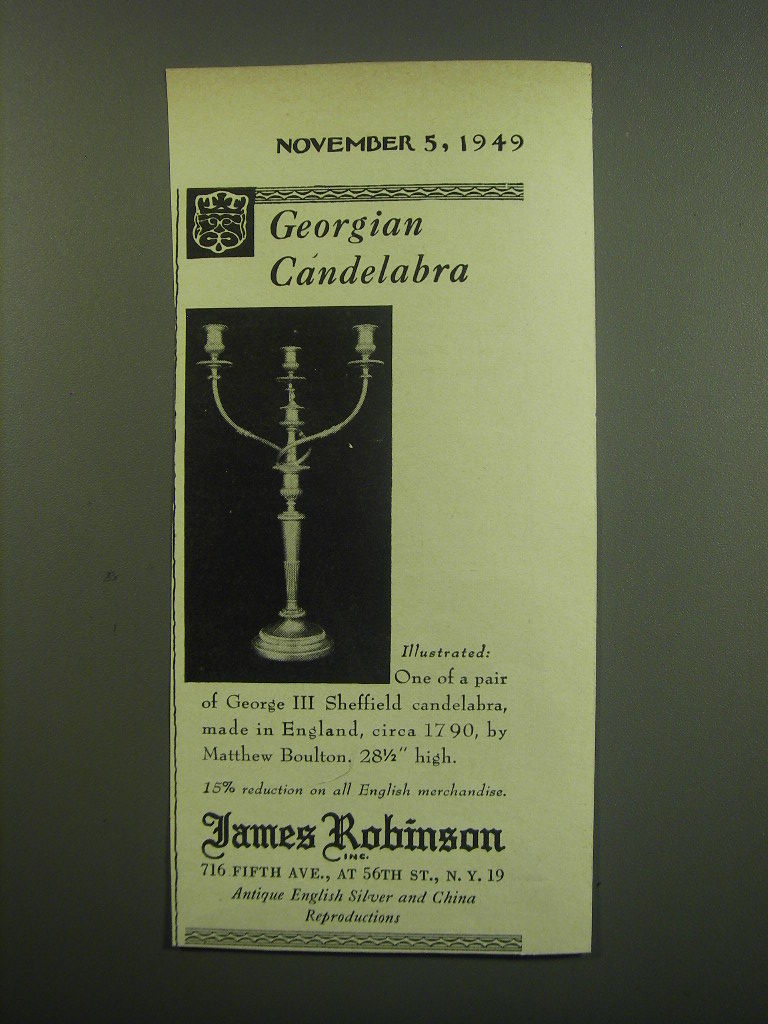 NOVEMBER 5, 1949
Georgian
Candelabra
Illustrated:
One of a pair
of George III Sheffield candelabra,
made in England, circa 1790, by
Matthew Boulton. 28½″ high.
15% reduction on all English merchandise.
James Robinson
INC.
716 FIFTH AVE., AT 56TH ST., N. Y. 19
Antique English Silver and China
Reproductions